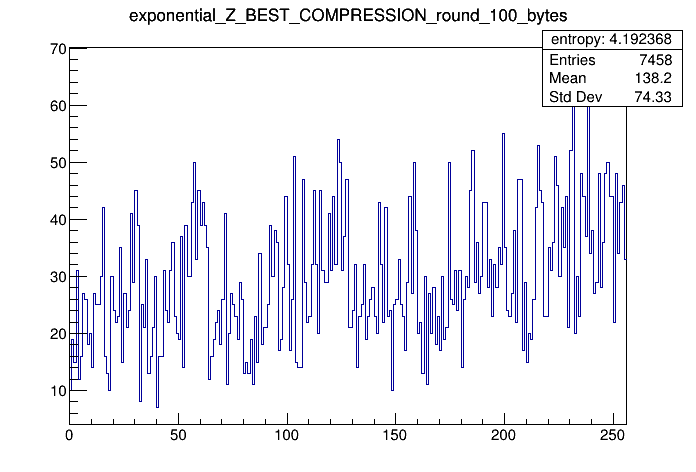 exponential_Z_BEST_COMPRESSION_round_100_bytes
entropy: 4.192368
Entries 7458
Mean 138.2
Std Dev 74.33
70
60
50
40
30
20
10
0 50 100 150 200 250